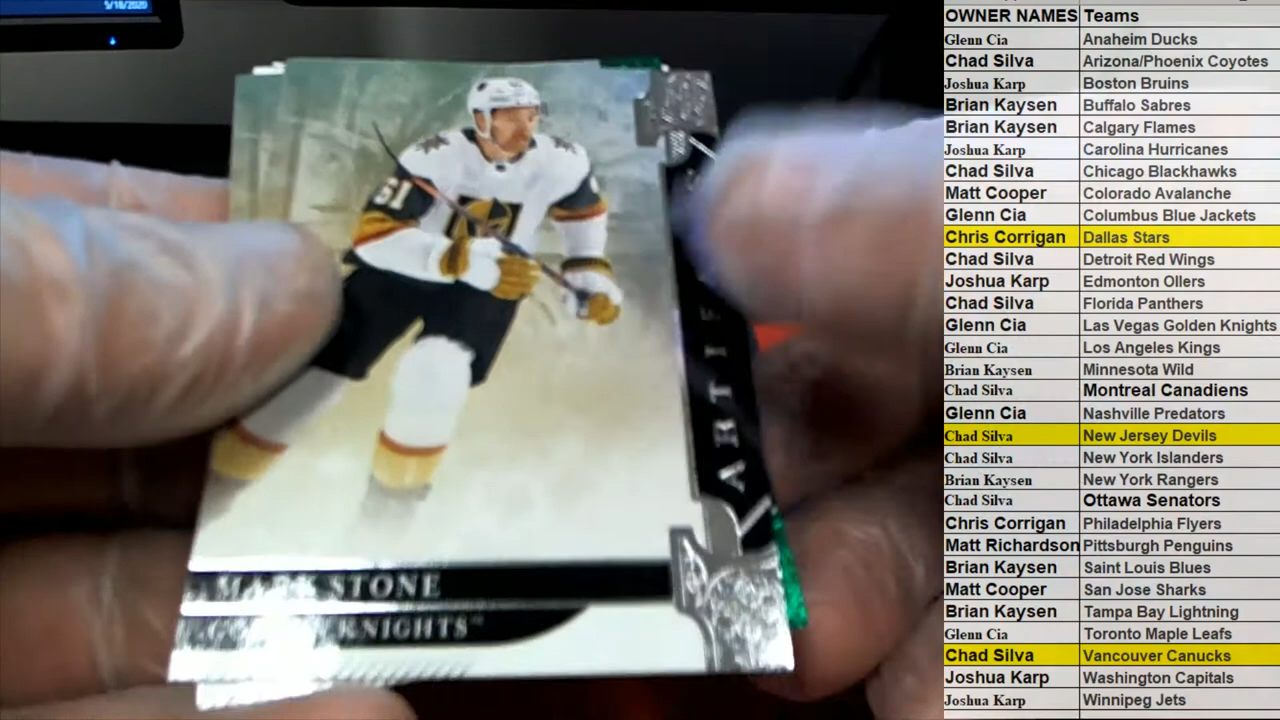 5/18/2020
51
ARTIF
STONE
KNIGHTS
OWNER NAMES Teams
Glenn Cia Anaheim Ducks
Chad Silva Arizona/Phoenix Coyotes
Joshua Karp Boston Bruins
Brian Kaysen Buffalo Sabres
Brian Kaysen Calgary Flames
Joshua Karp Carolina Hurricanes
Chad Silva Chicago Blackhawks
Matt Cooper Colorado Avalanche
Glenn Cia Columbus Blue Jackets
Chris Corrigan Dallas Stars
Chad Silva Detroit Red Wings
Joshua Karp Edmonton Ollers
Chad Silva Florida Panthers
Glenn Cia Las Vegas Golden Knights
Glenn Cia Los Angeles Kings
Brian Kaysen Minnesota Wild
Chad Silva Montreal Canadiens
Glenn Cia Nashville Predators
Chad Silva New Jersey Devils
Chad Silva New York Islanders
Brian Kaysen New York Rangers
Chad Silva Ottawa Senators
Chris Corrigan Philadelphia Flyers
Matt Richardson Pittsburgh Penguins
Brian Kaysen Saint Louis Blues
Matt Cooper San Jose Sharks
Brian Kaysen Tampa Bay Lightning
Glenn Cia Toronto Maple Leafs
Chad Silva Vancouver Canucks
Joshua Karp Washington Capitals
Joshua Karp Winnipeg Jets